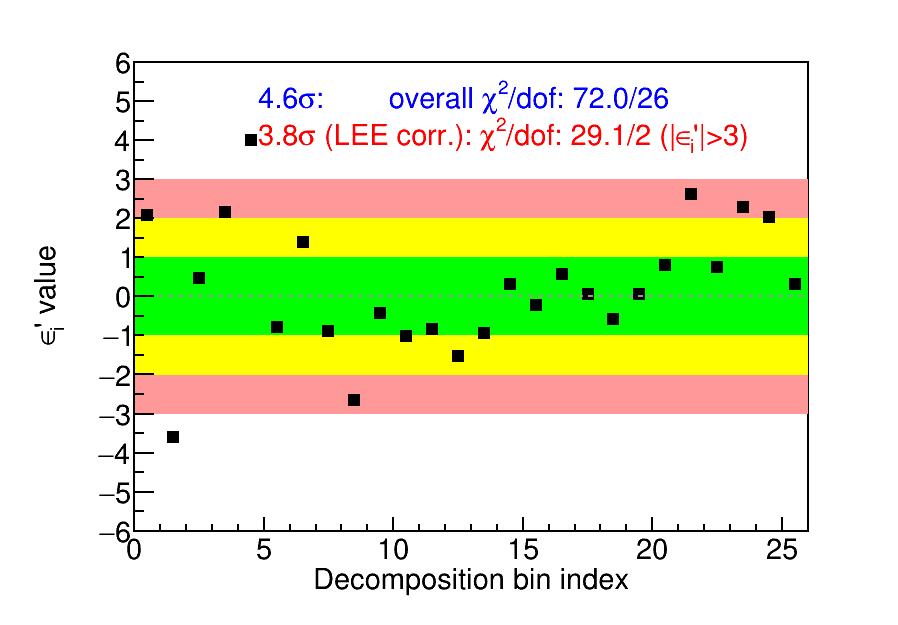 4.6σ: overall χ²/dof: 72.0/26
3.8σ (LEE corr.): χ²/dof: 29.1/2 (|ϵᵢ'|>3)
6
5
4
3
2
1
0
−1
−2
−3
−4
−5
−6
ϵᵢ' value
0 5 10 15 20 25
Decomposition bin index